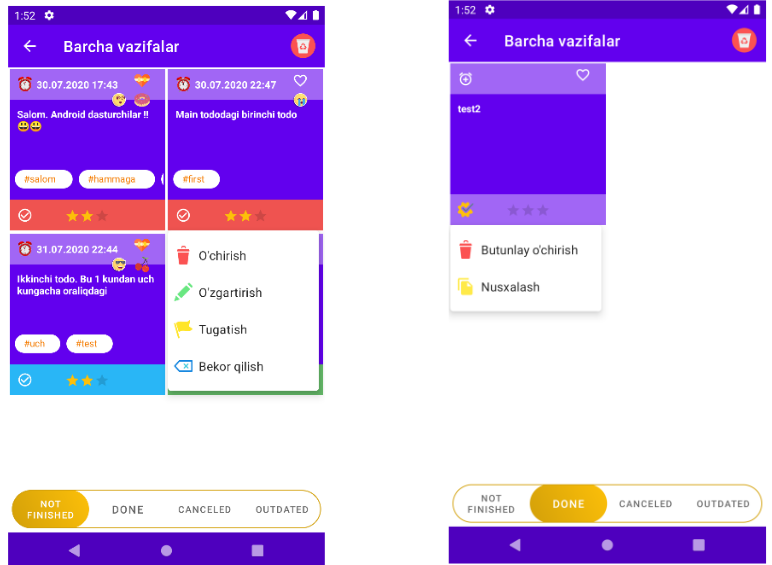 1:52
Barcha vazifalar
30.07.2020 17:43
Salom. Android dasturchilar !!
😃😃
#salom
#hammaga
30.07.2020 22:47
Main tododagi birinchi todo
#first
31.07.2020 22:44
Ikkinchi todo. Bu 1 kundan uch
kungacha oraliqdagi
#uch
#test
O'chirish
O'zgartirish
Tugatish
Bekor qilish
NOT
FINISHED
DONE
CANCELED
OUTDATED
1:52
Barcha vazifalar
test2
Butunlay o'chirish
Nusxalash
NOT
FINISHED
DONE
CANCELED
OUTDATED